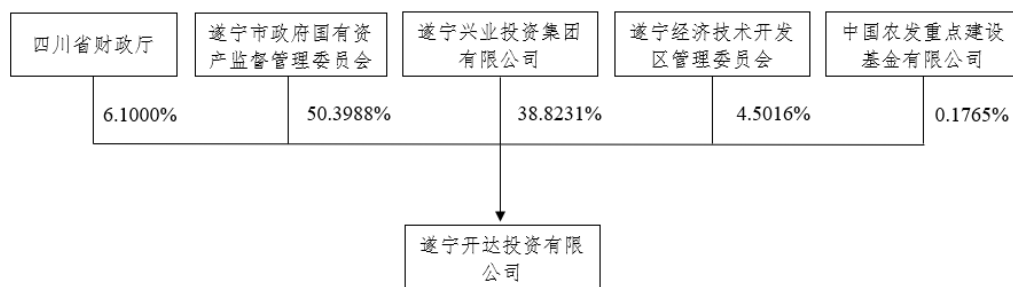 四川省财政厅
遂宁市政府国有资
产监督管理委员会
遂宁兴业投资集团
有限公司
遂宁经济技术开发
区管理委员会
中国农发重点建设
基金有限公司
6.1000%
50.3988%
38.8231%
4.5016%
0.1765%
遂宁开达投资有限
公司